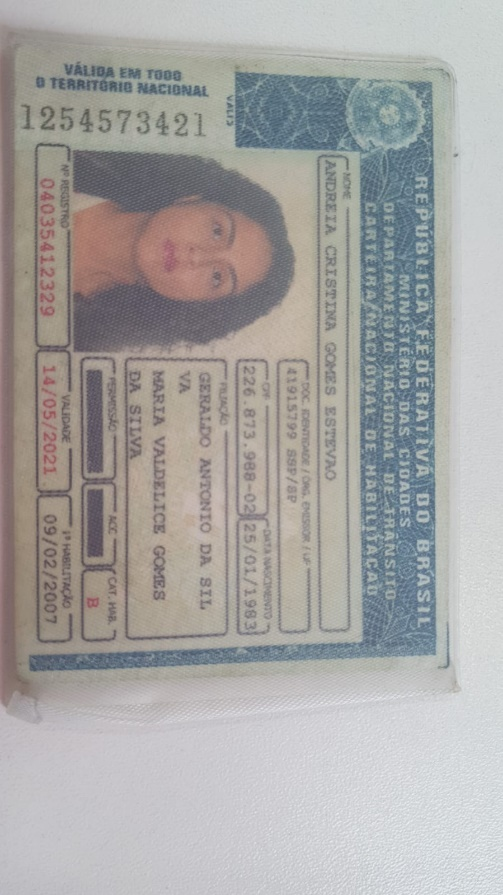 REPÚBLICA FEDERATIVA DO BRASIL
MINISTÉRIO DAS CIDADES
DEPARTAMENTO NACIONAL DE TRÂNSITO
CARTEIRA NACIONAL DE HABILITAÇÃO
NOME
ANDREIA CRISTINA GOMES ESTEVAO
DOC. IDENTIDADE / ÓRG. EMISSOR / UF
41915799 SSP/SP
CPF
226.873.988-02
DATA NASCIMENTO
25/01/1983
FILIAÇÃO
GERALDO ANTONIO DA SIL
VA
MARIA VALDELICE GOMES
DA SILVA
PERMISSÃO
ACC
CAT. HAB.
B
Nº REGISTRO
04035412329
VALIDADE
14/05/2021
1ª HABILITAÇÃO
09/02/2007
VÁLIDA EM TODO
O TERRITÓRIO NACIONAL
1254573421